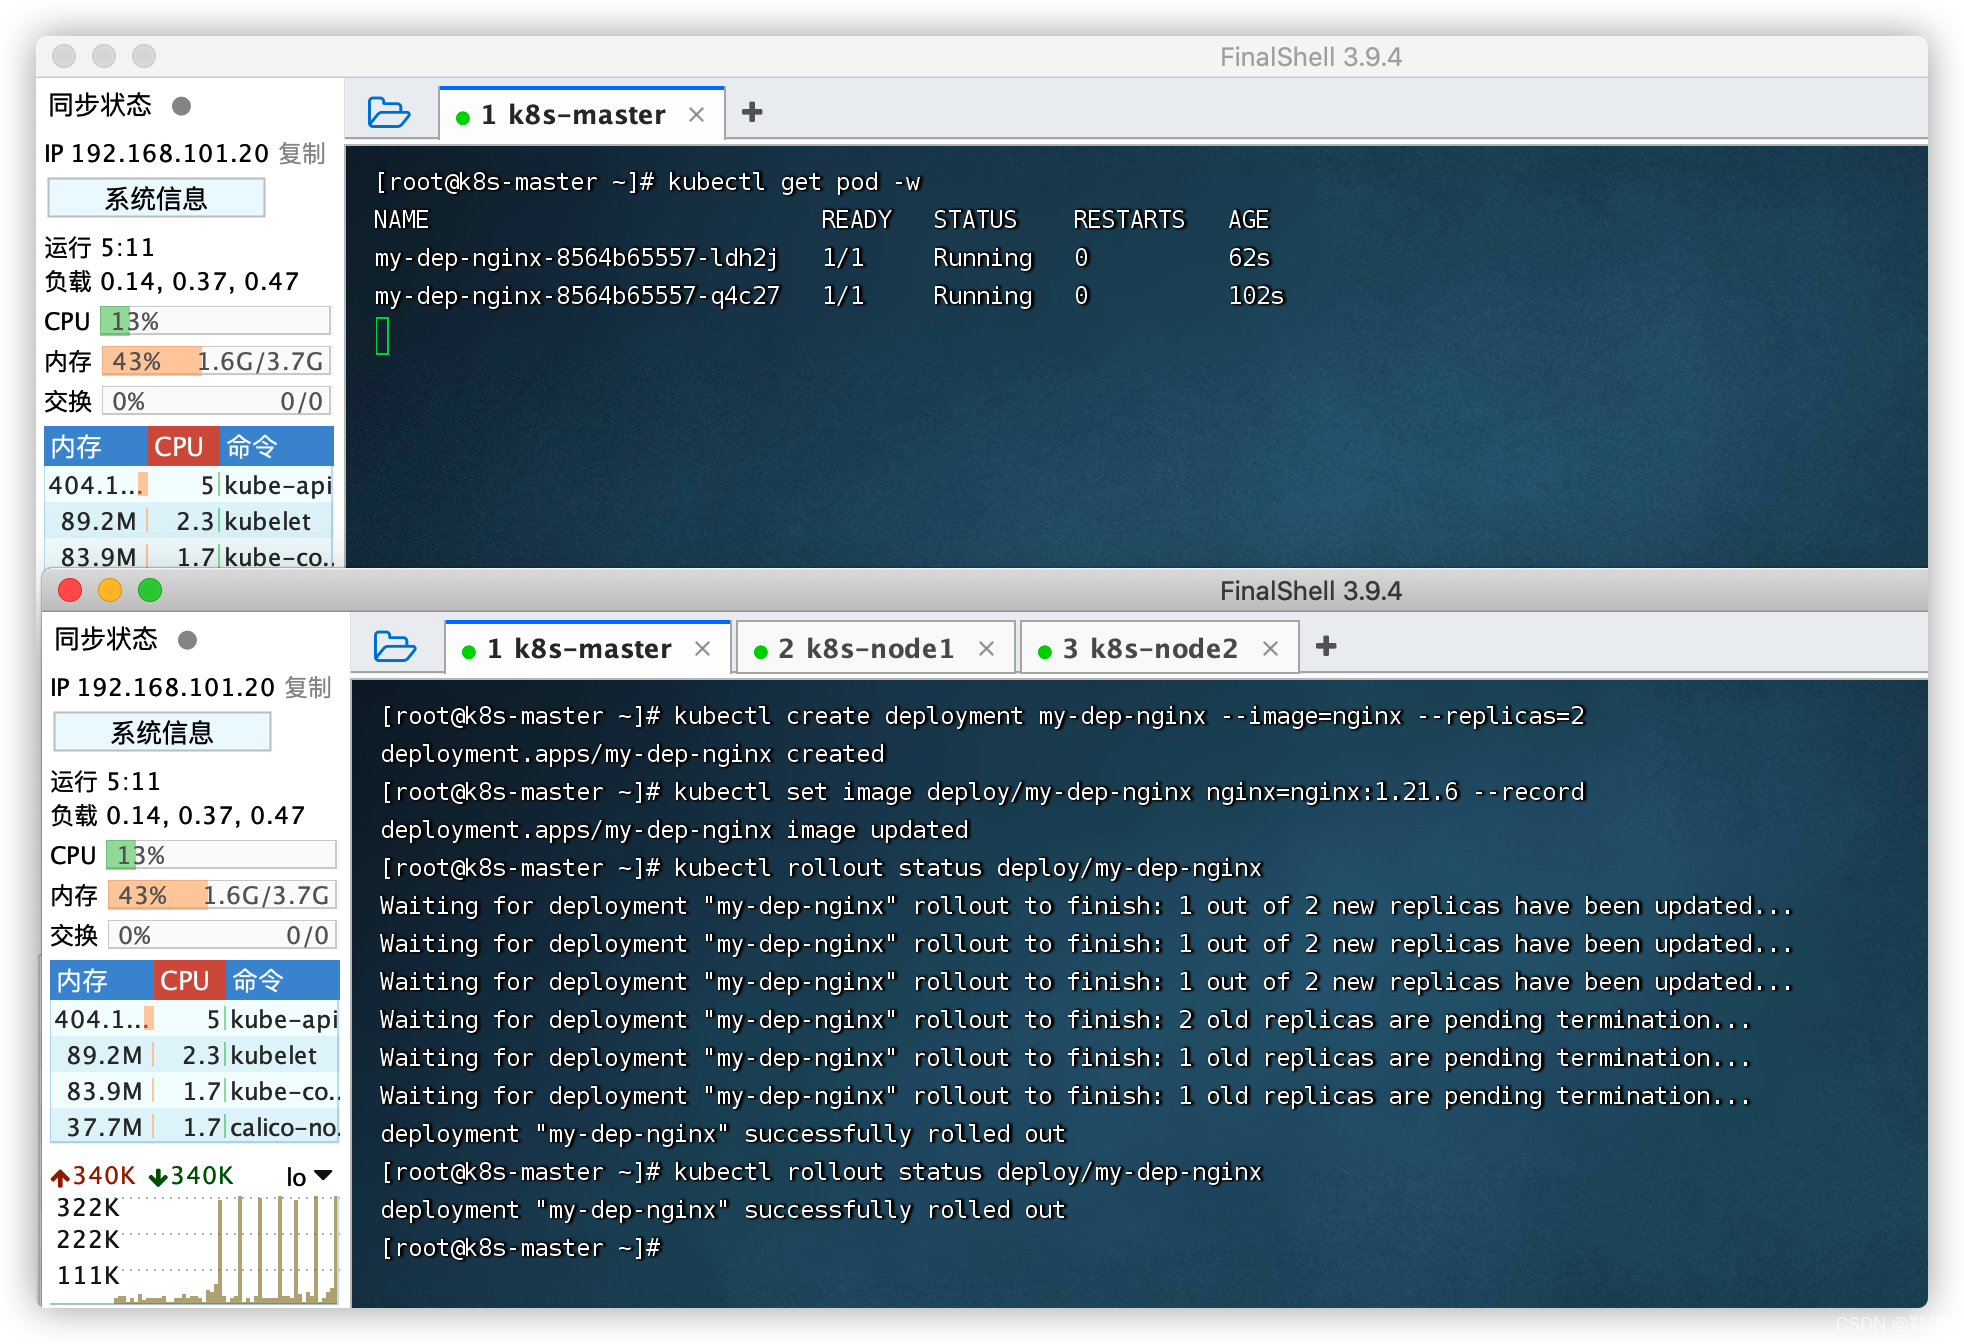 FinalShell 3.9.4
同步状态
1 k8s-master
IP 192.168.101.20 复制
系统信息
运行 5:11
负载 0.14, 0.37, 0.47
CPU 13%
内存 43% 1.6G/3.7G
交换 0% 0/0
内存 CPU 命令
404.1... 5 kube-api
89.2M 2.3 kubelet
83.9M 1.7 kube-co..
[root@k8s-master ~]# kubectl get pod -w
NAME READY STATUS RESTARTS AGE
my-dep-nginx-8564b65557-ldh2j 1/1 Running 0 62s
my-dep-nginx-8564b65557-q4c27 1/1 Running 0 102s
FinalShell 3.9.4
同步状态
1 k8s-master
2 k8s-node1
3 k8s-node2
IP 192.168.101.20 复制
系统信息
运行 5:11
负载 0.14, 0.37, 0.47
CPU 13%
内存 43% 1.6G/3.7G
交换 0% 0/0
内存 CPU 命令
404.1... 5 kube-api
89.2M 2.3 kubelet
83.9M 1.7 kube-co..
37.7M 1.7 calico-no.
340K 340K lo
322K
222K
111K
[root@k8s-master ~]# kubectl create deployment my-dep-nginx --image=nginx --replicas=2
deployment.apps/my-dep-nginx created
[root@k8s-master ~]# kubectl set image deploy/my-dep-nginx nginx=nginx:1.21.6 --record
deployment.apps/my-dep-nginx image updated
[root@k8s-master ~]# kubectl rollout status deploy/my-dep-nginx
Waiting for deployment "my-dep-nginx" rollout to finish: 1 out of 2 new replicas have been updated...
Waiting for deployment "my-dep-nginx" rollout to finish: 1 out of 2 new replicas have been updated...
Waiting for deployment "my-dep-nginx" rollout to finish: 1 out of 2 new replicas have been updated...
Waiting for deployment "my-dep-nginx" rollout to finish: 2 old replicas are pending termination...
Waiting for deployment "my-dep-nginx" rollout to finish: 1 old replicas are pending termination...
Waiting for deployment "my-dep-nginx" rollout to finish: 1 old replicas are pending termination...
deployment "my-dep-nginx" successfully rolled out
[root@k8s-master ~]# kubectl rollout status deploy/my-dep-nginx
deployment "my-dep-nginx" successfully rolled out
[root@k8s-master ~]#
CSDN